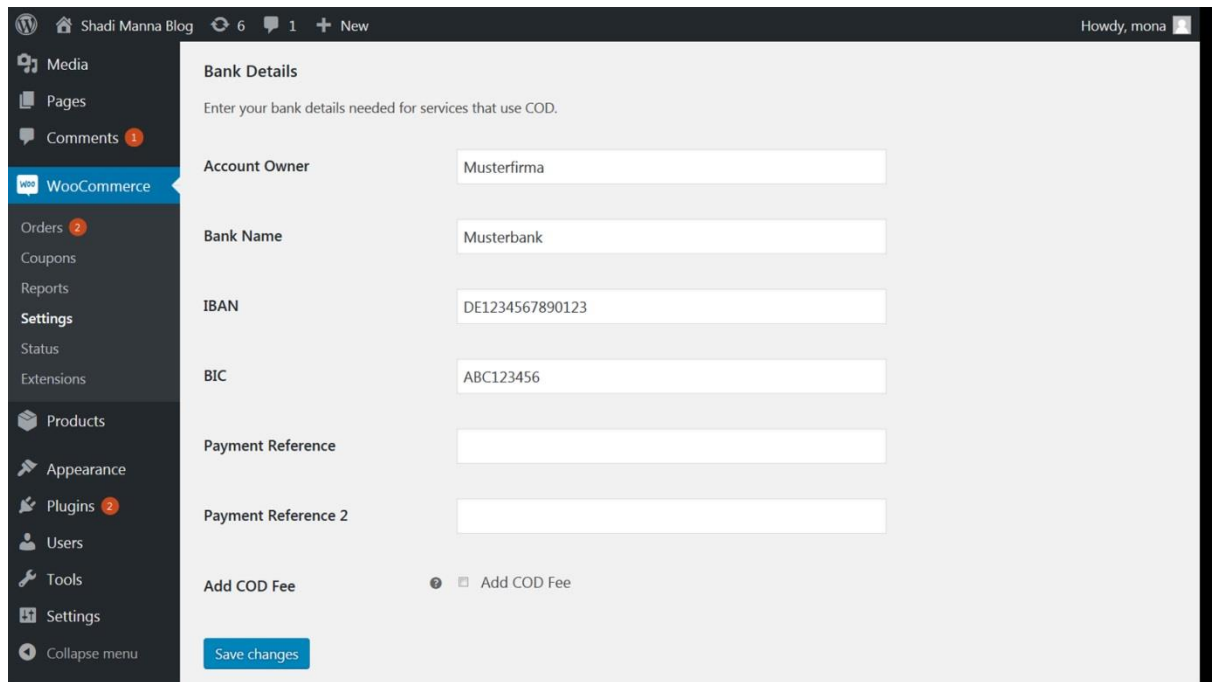 Shadi Manna Blog 6 1 + New Howdy, mona
Media
Pages
Comments 1
WOO WooCommerce
Orders 2
Coupons
Reports
Settings
Status
Extensions
Products
Appearance
Plugins 2
Users
Tools
Settings
Collapse menu
Bank Details
Enter your bank details needed for services that use COD.
Account Owner Musterfirma
Bank Name Musterbank
IBAN DE1234567890123
BIC ABC123456
Payment Reference
Payment Reference 2
Add COD Fee ? Add COD Fee
Save changes